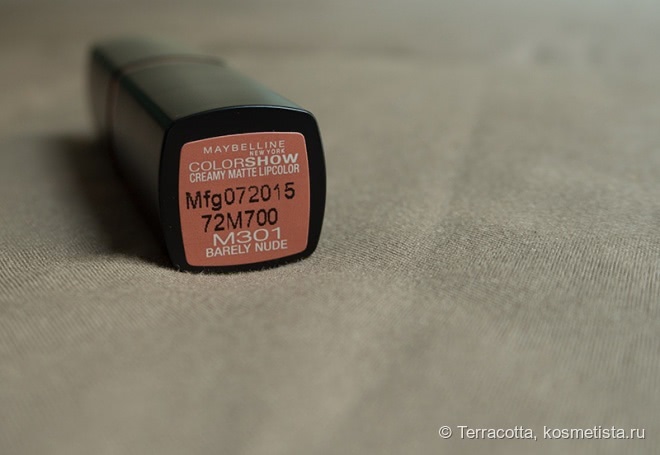 MAYBELLINE
NEW YORK
COLORSHOW
CREAMY MATTE LIPCOLOR
Mfg072015
72M700
M301
BARELY NUDE
© Terracotta, kosmetista.ru